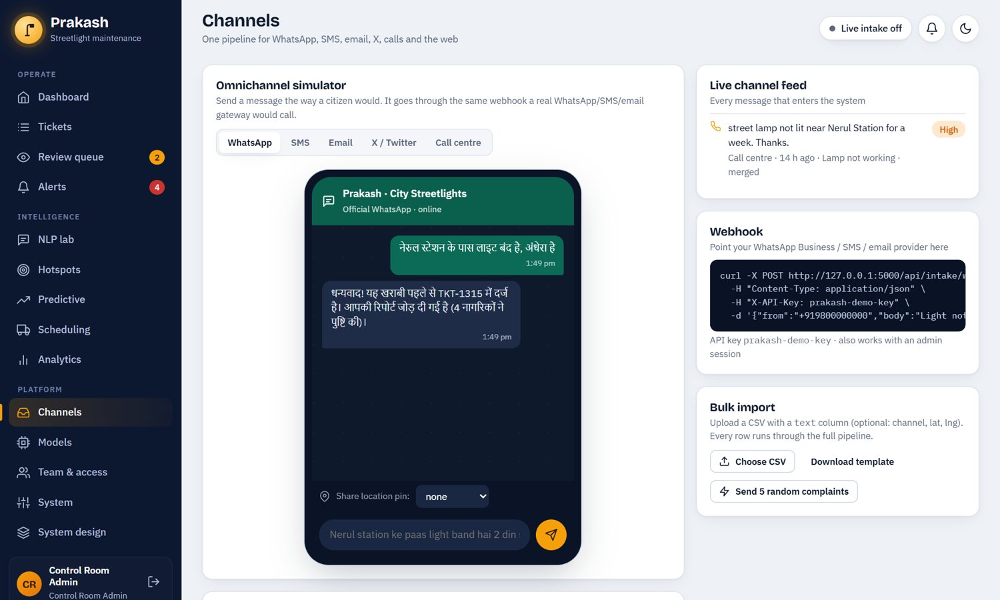 Prakash
Streetlight maintenance
OPERATE
Dashboard
Tickets
Review queue
2
Alerts
4
INTELLIGENCE
NLP lab
Hotspots
Predictive
Scheduling
Analytics
PLATFORM
Channels
Models
Team & access
System
System design
CR
Control Room
Admin
Control Room Admin
Channels
One pipeline for WhatsApp, SMS, email, X, calls and the web
Live intake off
Omnichannel simulator
Send a message the way a citizen would. It goes through the same webhook a real WhatsApp/SMS/email
gateway would call.
WhatsApp
SMS
Email
X / Twitter
Call centre
Prakash · City Streetlights
Official WhatsApp · online
नेरुल स्टेशन के पास लाइट बंद है, अंधेरा है
1:49 pm
धन्यवाद! यह खराबी पहले से TKT-1315 में दर्ज
है। आपकी रिपोर्ट जोड़ दी गई है (4 नागरिकों ने
पुष्टि की)।
1:49 pm
Share location pin:
none
Nerul station ke paas light band hai 2 din
Live channel feed
Every message that enters the system
street lamp not lit near Nerul Station for a
week. Thanks.
High
Call centre · 14 h ago · Lamp not working ·
merged
Webhook
Point your WhatsApp Business / SMS / email provider here
curl -X POST http://127.0.0.1:5000/api/intake/
-H "Content-Type: application/json" \
-H "X-API-Key: prakash-demo-key" \
-d '{"from":"+919800000000","body":"Light not
API key prakash-demo-key · also works with an admin
session
Bulk import
Upload a CSV with a text column (optional: channel, lat, lng).
Every row runs through the full pipeline.
Choose CSV
Download template
Send 5 random complaints